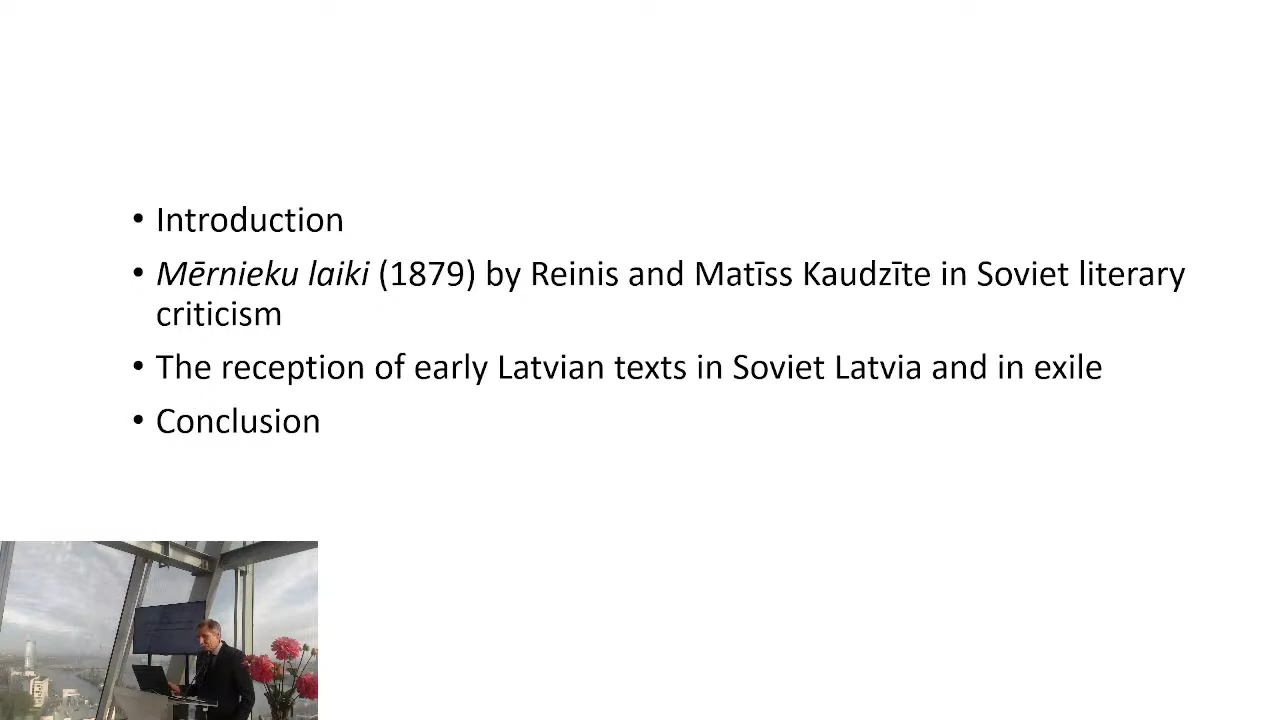 • Introduction
• Mērnieku laiki (1879) by Reinis and Matīss Kaudzīte in Soviet literary
criticism
• The reception of early Latvian texts in Soviet Latvia and in exile
• Conclusion